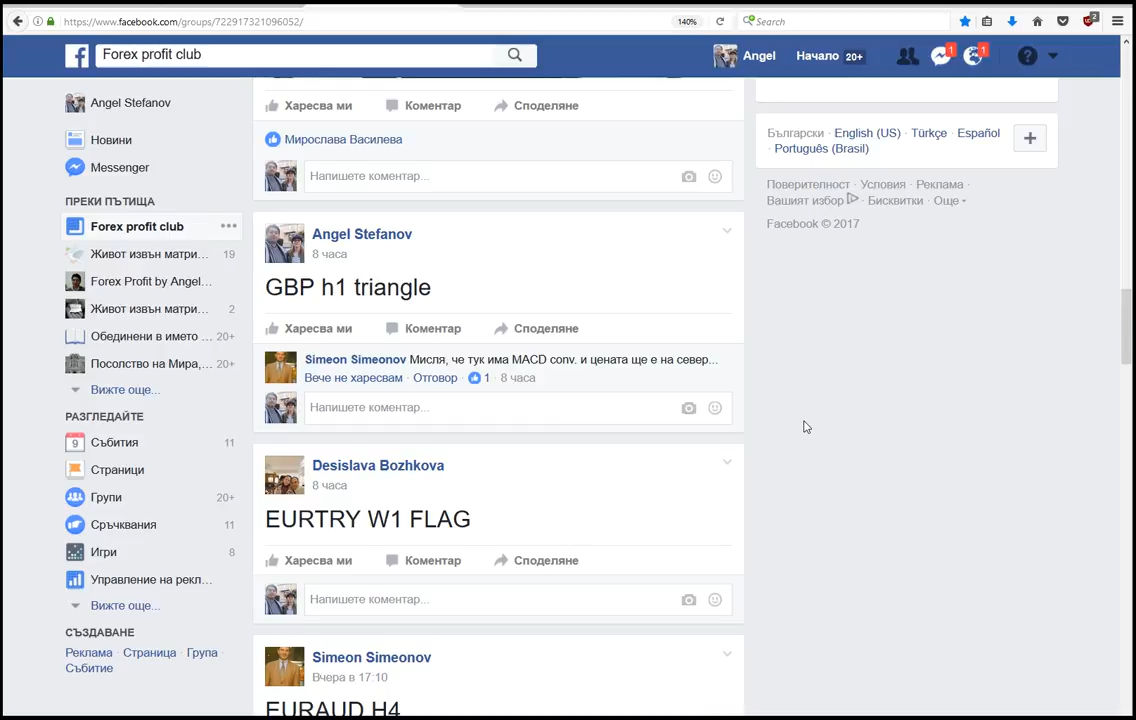 https://www.facebook.com/groups/722917321096052/
140%
Search
2
Forex profit club
Angel
Начало 20+
1
1
Angel Stefanov
Новини
Messenger
ПРЕКИ ПЪТИЩА
Forex profit club
Живот извън матри... 19
Forex Profit by Angel...
Живот извън матри... 2
Обединени в името ... 20+
Посолство на Мира,... 20+
Вижте още...
РАЗГЛЕДАЙТЕ
9
Събития 11
Страници
Групи 20+
Сръчквания 11
Игри 8
Управление на рекл...
Вижте още...
СЪЗДАВАНЕ
Реклама · Страница · Група ·
Събитие
Харесва ми Коментар Споделяне
Мирослава Василева
Напишете коментар...
Angel Stefanov
8 часа
GBP h1 triangle
Харесва ми Коментар Споделяне
Simeon Simeonov Мисля, че тук има MACD conv. и цената ще е на север...
Вече не харесвам · Отговор · 1 · 8 часа
Напишете коментар...
Desislava Bozhkova
8 часа
EURTRY W1 FLAG
Харесва ми Коментар Споделяне
Напишете коментар...
Simeon Simeonov
Вчера в 17:10
EURAUD H4
Български · English (US) · Türkçe · Español
· Português (Brasil)
Поверителност · Условия · Реклама ·
Вашият избор · Бисквитки · Още
Facebook © 2017